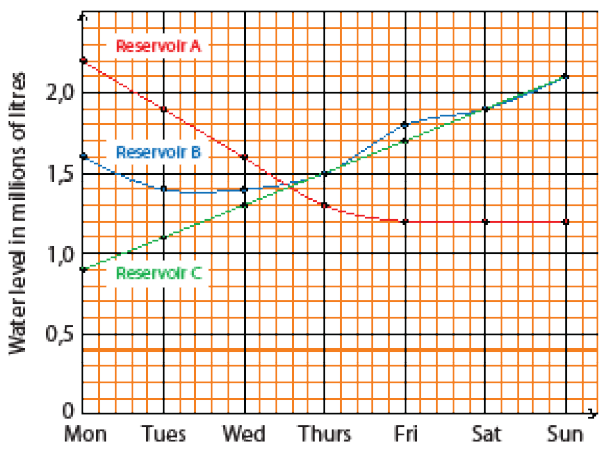 Reservoir A
2,0
Reservoir B
1,5
1,0
Reservoir C
0,5
0
Mon Tues Wed Thurs Fri Sat Sun
Water level in millions of litres